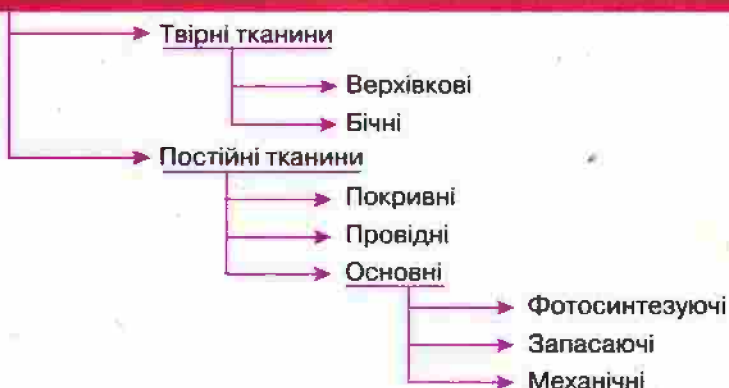 Твірні тканини
Верхівкові
Бічні
Постійні тканини
Покривні
Провідні
Основні
Фотосинтезуючі
Запасаючі
Механічні